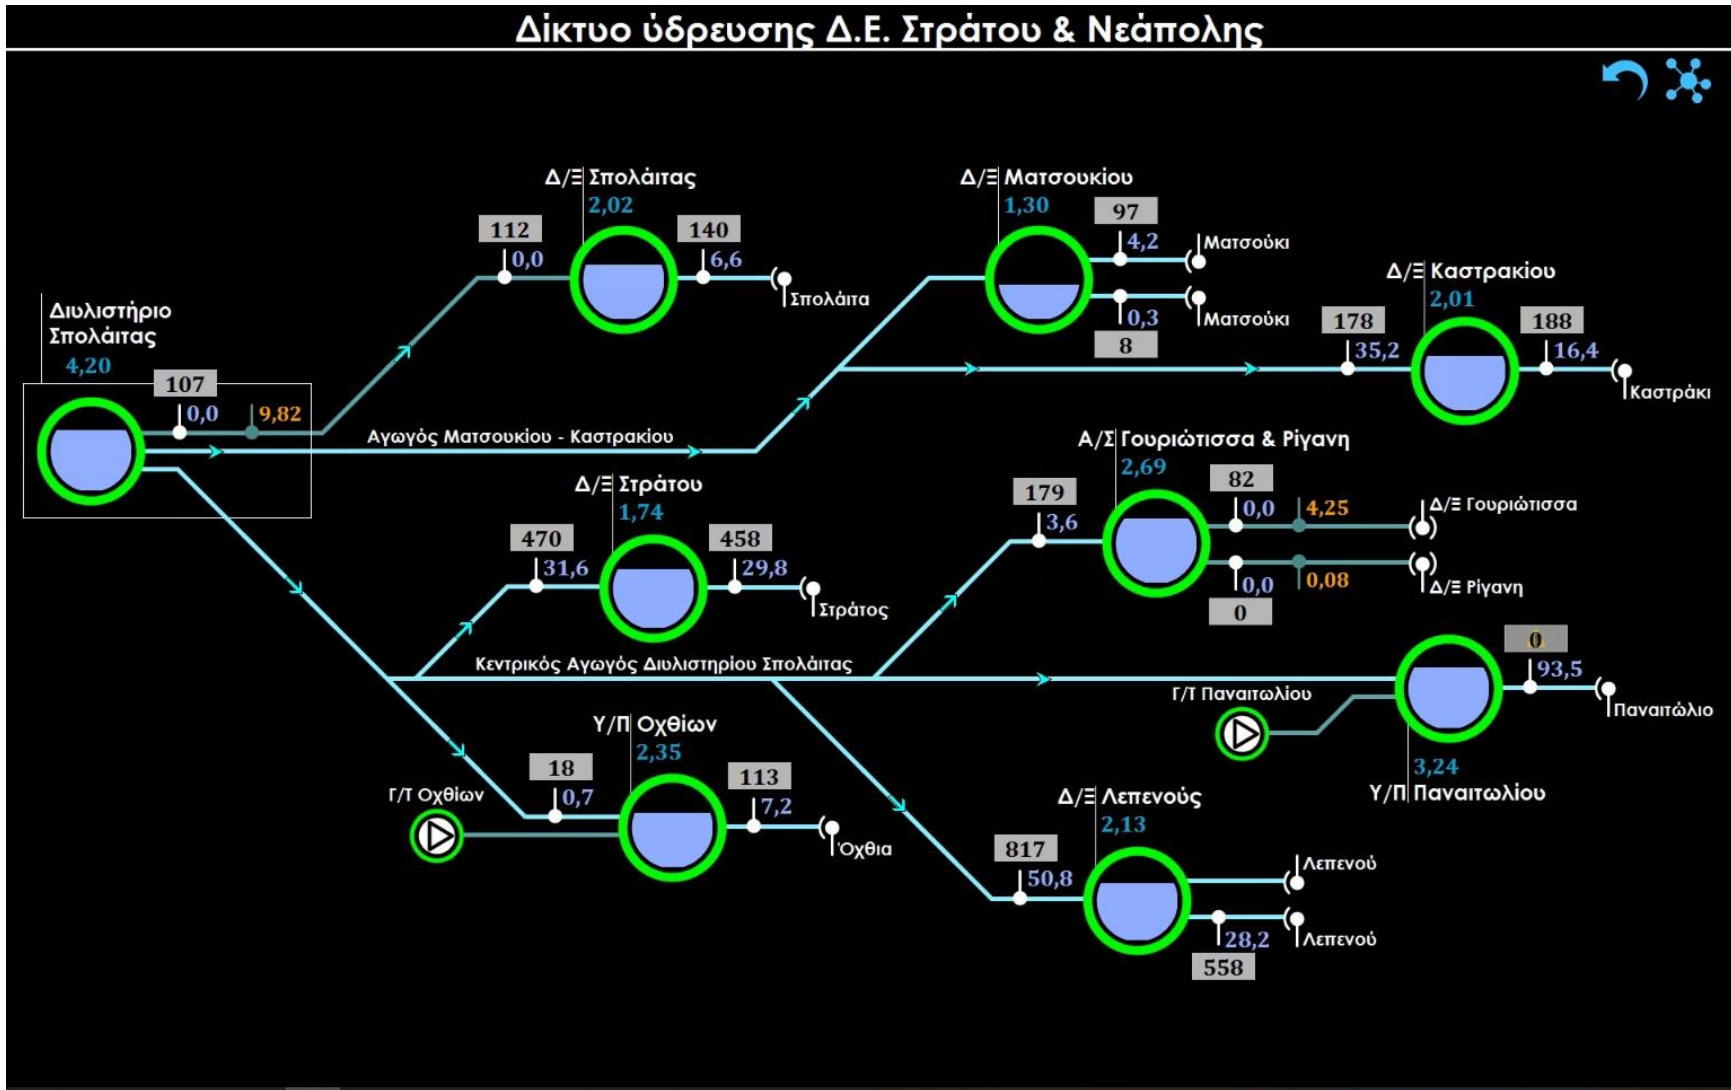 Δίκτυο ύδρευσης Δ.Ε. Στράτου & Νεάπολης
Δ/Ξ Σπολάιτας
2,02
112
0,0
140
6,6
Σπολάιτα
Δ/Ξ Ματσουκίου
1,30
97
4,2
Ματσούκι
0,3
8
Ματσούκι
Δ/Ξ Καστρακίου
2,01
178
35,2
188
16,4
Καστράκι
Διυλιστήριο
Σπολάιτας
4,20
107
0,0
9,82
Αγωγός Ματσουκίου - Καστρακίου
Δ/Ξ Στράτου
1,74
470
31,6
458
29,8
Στράτος
Α/Σ Γουριώτισσα & Ρίγανη
2,69
179
3,6
82
0,0
4,25
Δ/Ξ Γουριώτισσα
0,0
0,08
0
Δ/Ξ Ρίγανη
Κεντρικός Αγωγός Διυλιστηρίου Σπολάιτας
0
93,5
Παναιτώλιο
Γ/Τ Παναιτωλίου
3,24
Υ/Π Παναιτωλίου
Υ/Π Οχθίων
2,35
18
0,7
113
7,2
Όχθια
Γ/Τ Οχθίων
Δ/Ξ Λεπενούς
2,13
817
50,8
Λεπενού
28,2
558
Λεπενού